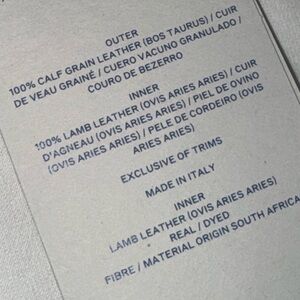 OUTER
100% CALF GRAIN LEATHER (BOS TAURUS) / CUIR
DE VEAU GRAINÉ / CUERO VACUNO GRANULADO /
COURO DE BEZERRO
INNER
100% LAMB LEATHER (OVIS ARIES ARIES) / CUIR
D'AGNEAU (OVIS ARIES ARIES) / PIEL DE OVINO
(OVIS ARIES ARIES) / PELE DE CORDEIRO (OVIS
ARIES ARIES)
EXCLUSIVE OF TRIMS
MADE IN ITALY
INNER
LAMB LEATHER (OVIS ARIES ARIES)
REAL / DYED
FIBRE / MATERIAL ORIGIN SOUTH AFRICA